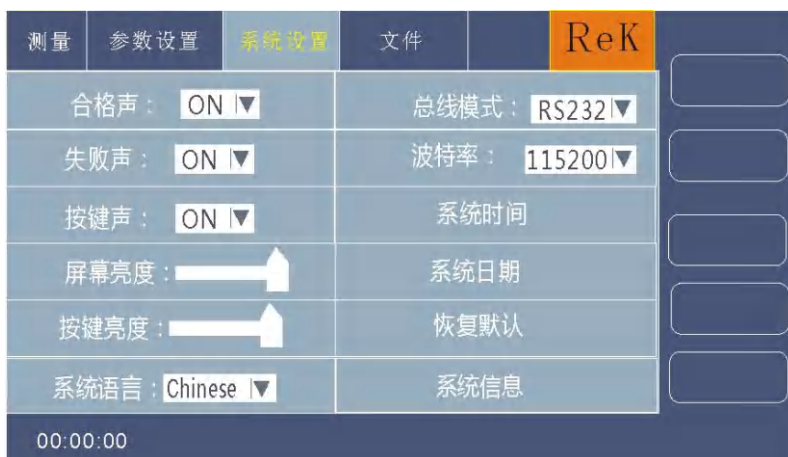 测量 参数设置 系统设置 文件 ReK
合格声： ON 总线模式： RS232
失败声： ON 波特率： 115200
按键声： ON 系统时间
屏幕亮度： 系统日期
按键亮度： 恢复默认
系统语言： Chinese 系统信息
00:00:00